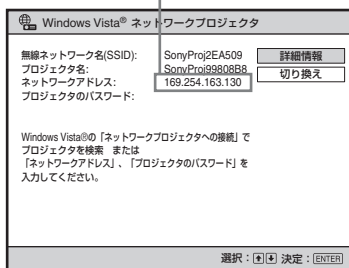 Windows Vista® ネットワークプロジェクタ
無線ネットワーク名(SSID): SonyProj2EA509 詳細情報
プロジェクタ名: SonyProj99808B8 切り換え
ネットワークアドレス: 169.254.163.130
プロジェクタのパスワード:
Windows Vista®の「ネットワークプロジェクタへの接続」で
プロジェクタを検索 または
「ネットワークアドレス」、「プロジェクタのパスワード」を
入力してください。
選択：↑↓ 決定：ENTER